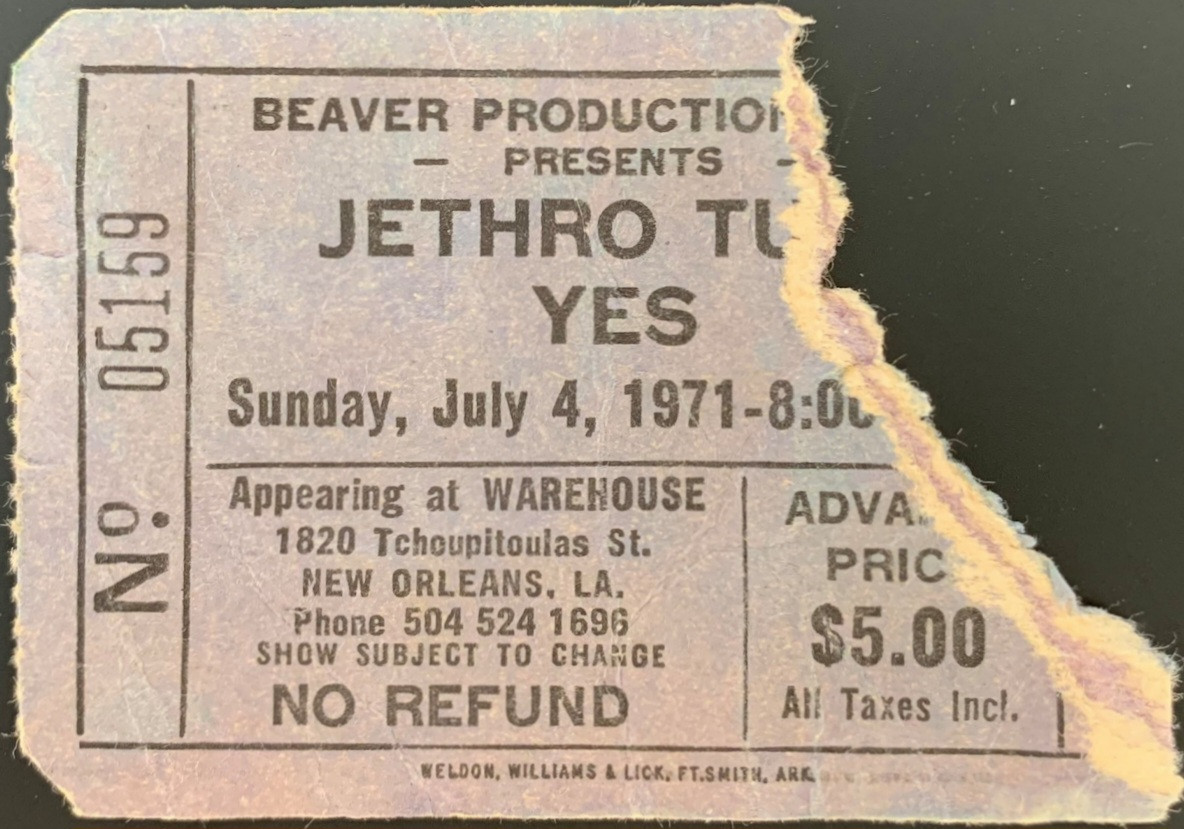 BEAVER PRODUCTION
— PRESENTS -
JETHRO TU
YES
Sunday, July 4, 1971-8:00
Appearing at WAREHOUSE
1820 Tchoupitoulas St.
NEW ORLEANS, LA.
Phone 504 524 1696
SHOW SUBJECT TO CHANGE
NO REFUND
ADVA
PRIC
$5.00
All Taxes Incl.
Nº. 05159
WELDON, WILLIAMS & LICK, FT.SMITH, ARK